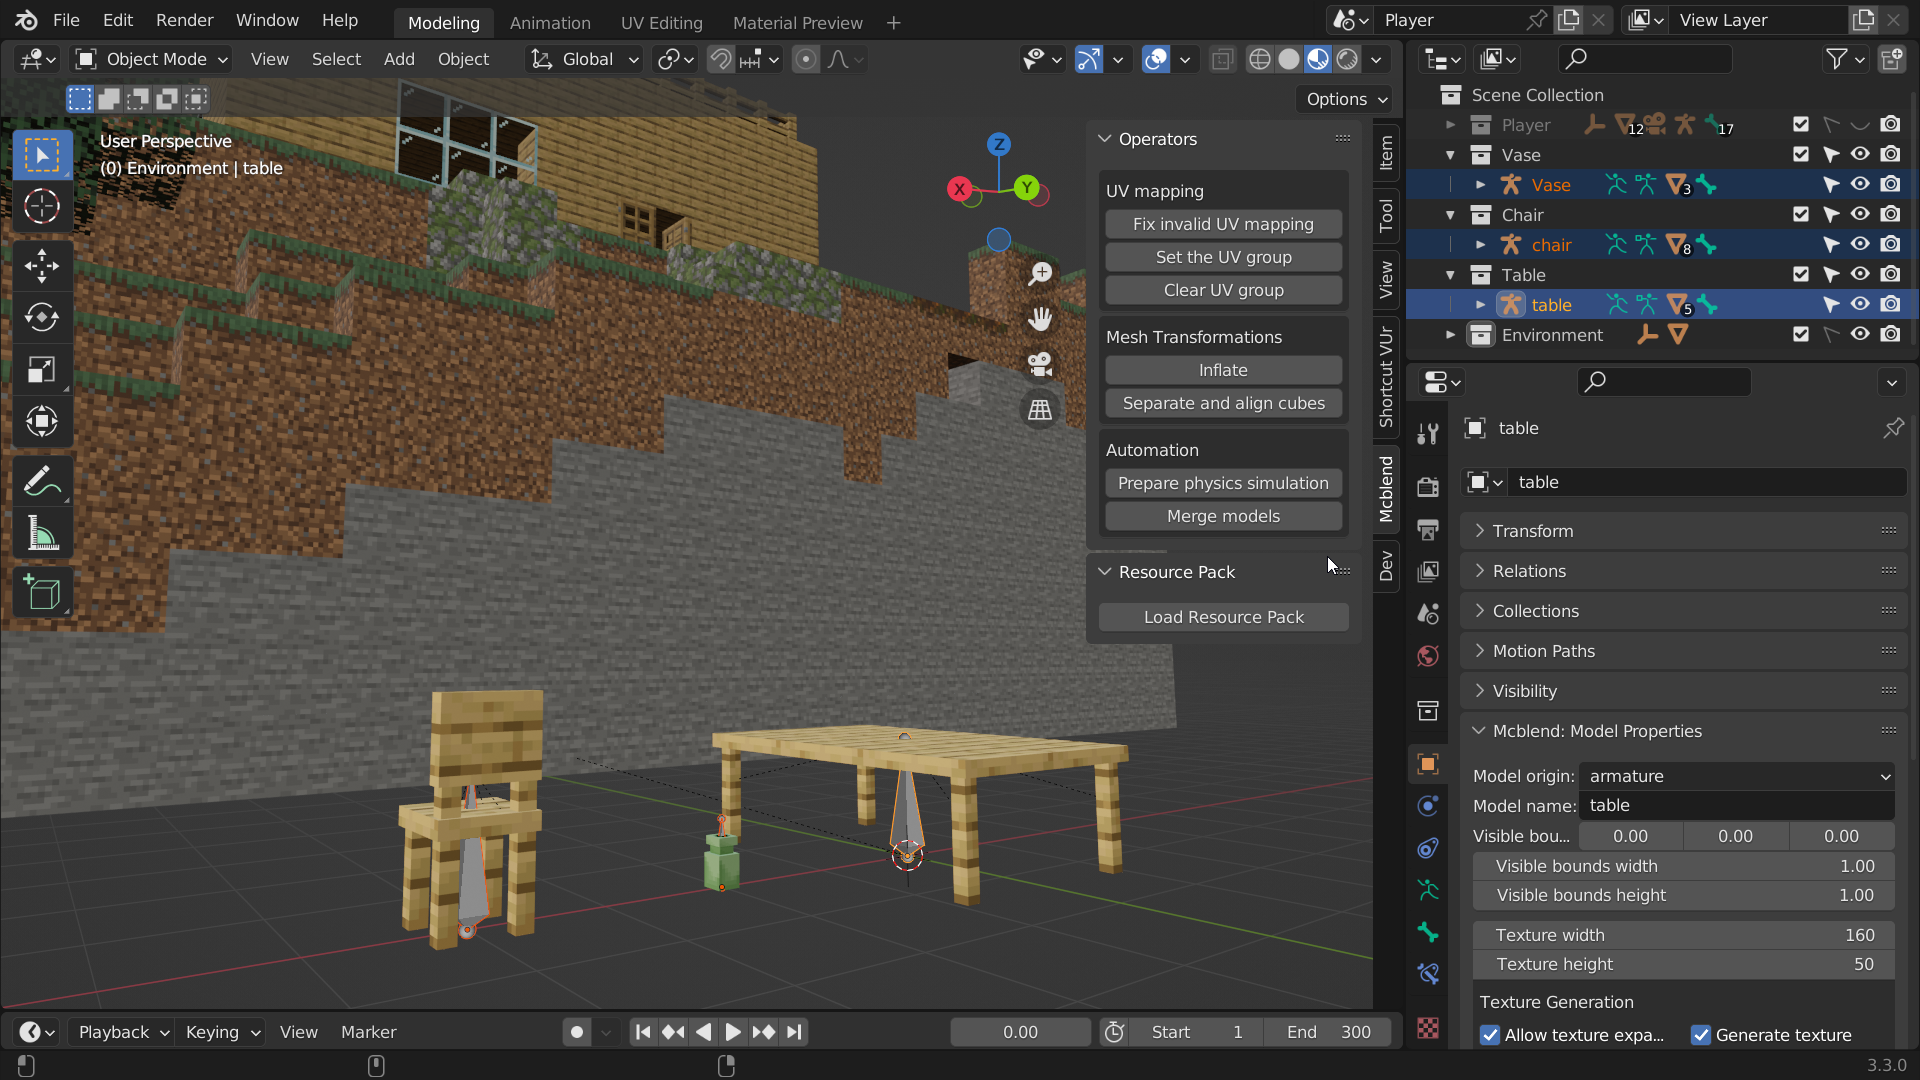 File Edit Render Window Help Modeling Animation UV Editing Material Preview + Player View Layer
Object Mode View Select Add Object Global
Options
User Perspective
(0) Environment | table
Z
X
Y
Operators
UV mapping
Fix invalid UV mapping
Set the UV group
Clear UV group
Mesh Transformations
Inflate
Separate and align cubes
Automation
Prepare physics simulation
Merge models
Resource Pack
Load Resource Pack
Item
Tool
View
Shortcut VUr
Mcblend
Dev
Scene Collection
Player 12 17
Vase
Vase 3
Chair
chair 8
Table
table 5
Environment
table
table
Transform
Relations
Collections
Motion Paths
Visibility
Mcblend: Model Properties
Model origin: armature
Model name: table
Visible bou... 0.00 0.00 0.00
Visible bounds width 1.00
Visible bounds height 1.00
Texture width 160
Texture height 50
Texture Generation
Allow texture expa... Generate texture
Playback Keying View Marker 0.00 Start 1 End 300
3.3.0